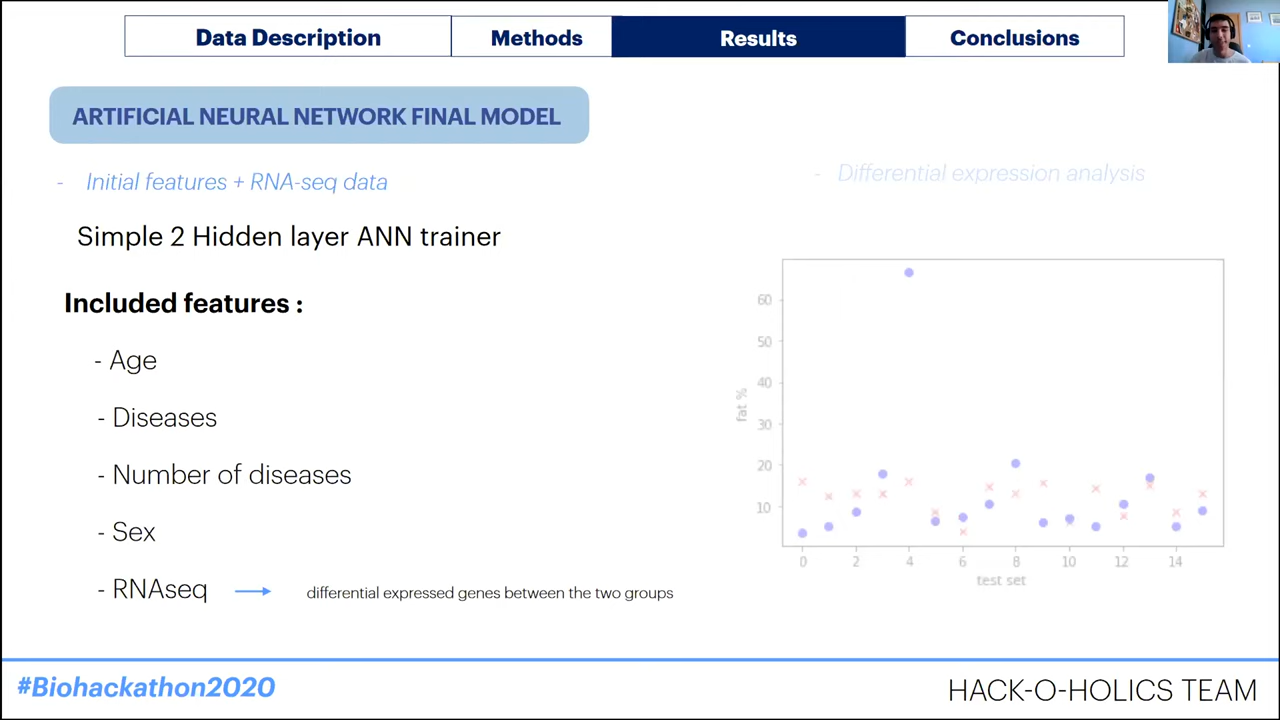 Data Description
Methods
Results
Conclusions
ARTIFICIAL NEURAL NETWORK FINAL MODEL
- Initial features + RNA-seq data
- Differential expression analysis
Simple 2 Hidden layer ANN trainer
Included features :
- Age
- Diseases
- Number of diseases
- Sex
- RNAseq
differential expressed genes between the two groups
60
50
40
30
20
10
fat %
0 2 4 6 8 10 12 14
test set
#Biohackathon2020
HACK-O-HOLICS TEAM